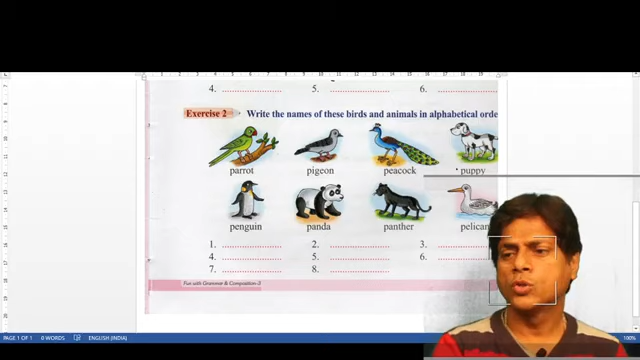 4. .................... 5. .................... 6. ....................
Exercise 2 Write the names of these birds and animals in alphabetical orde
parrot pigeon peacock puppy
penguin panda panther pelican
1. .................... 2. .................... 3. ....................
4. .................... 5. .................... 6. ....................
7. .................... 8. ....................
Fun with Grammar & Composition-3
PAGE 1 OF 1 0 WORDS ENGLISH (INDIA) 100%